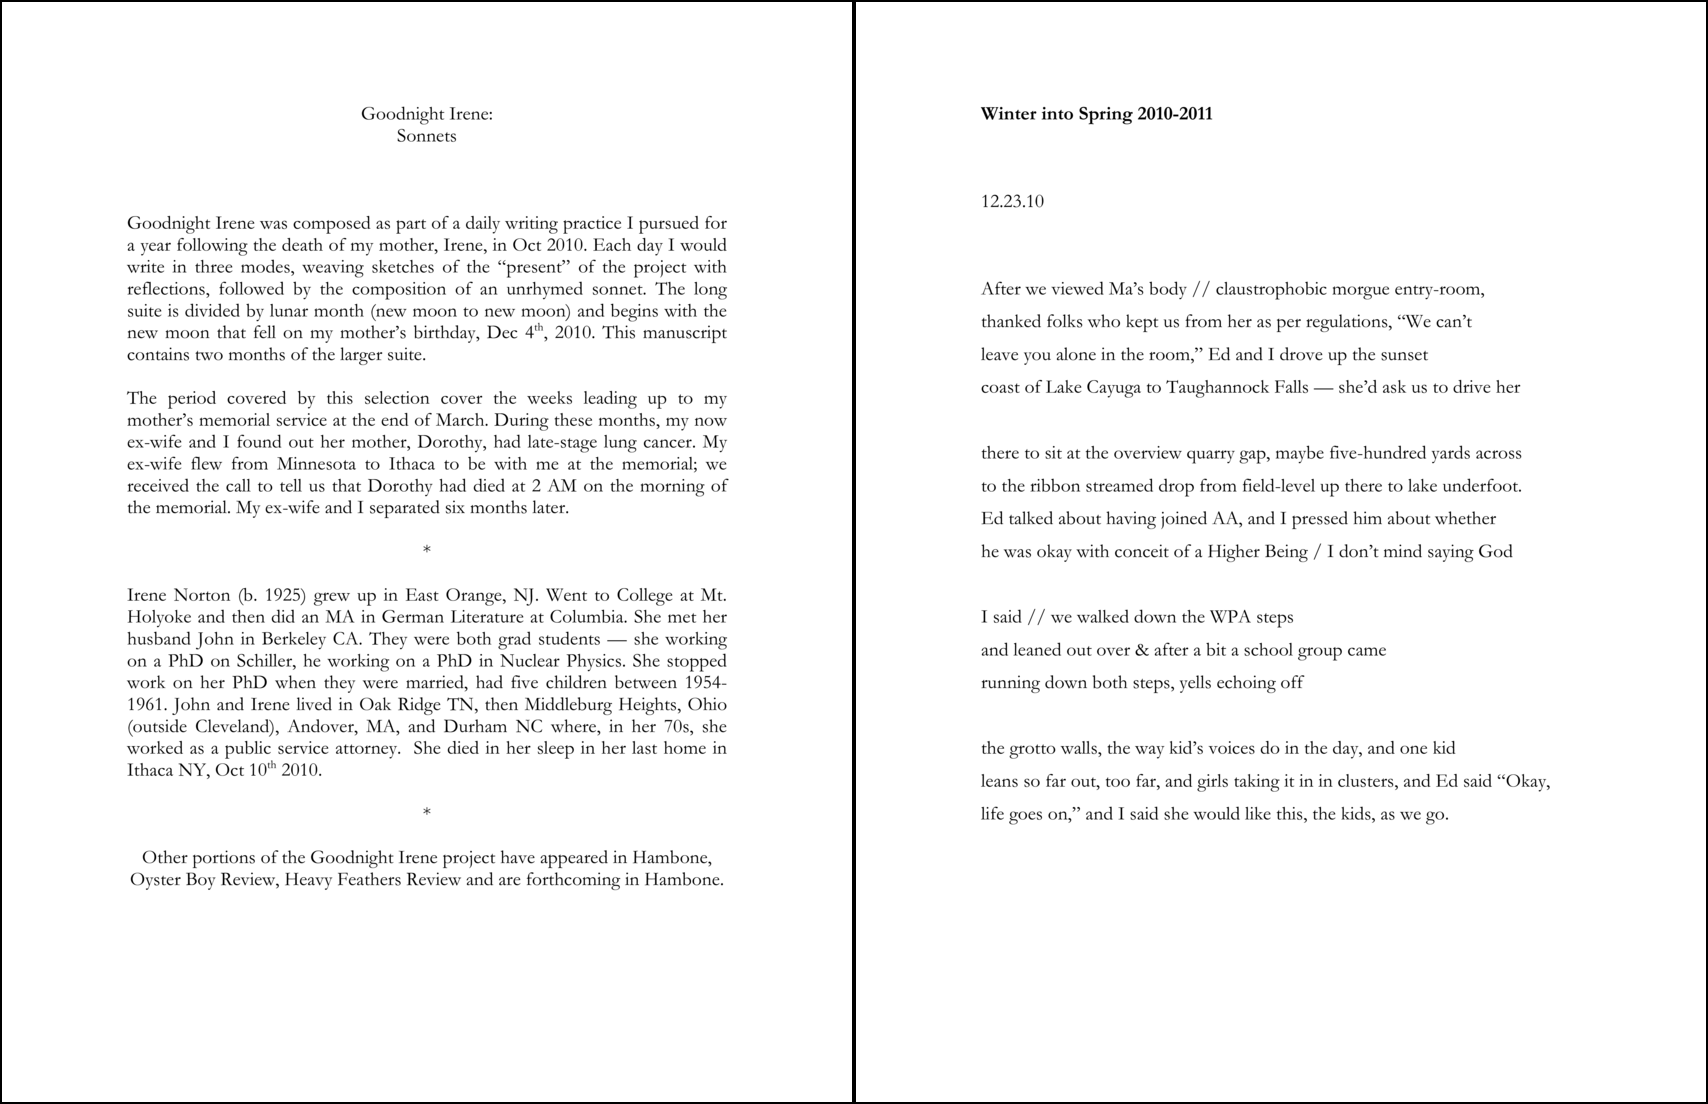 Goodnight Irene:
Sonnets
Goodnight Irene was composed as part of a daily writing practice I pursued for
a year following the death of my mother, Irene, in Oct 2010. Each day I would
write in three modes, weaving sketches of the “present” of the project with
reflections, followed by the composition of an unrhymed sonnet. The long
suite is divided by lunar month (new moon to new moon) and begins with the
new moon that fell on my mother’s birthday, Dec 4th, 2010. This manuscript
contains two months of the larger suite.
The period covered by this selection cover the weeks leading up to my
mother’s memorial service at the end of March. During these months, my now
ex-wife and I found out her mother, Dorothy, had late-stage lung cancer. My
ex-wife flew from Minnesota to Ithaca to be with me at the memorial; we
received the call to tell us that Dorothy had died at 2 AM on the morning of
the memorial. My ex-wife and I separated six months later.
*
Irene Norton (b. 1925) grew up in East Orange, NJ. Went to College at Mt.
Holyoke and then did an MA in German Literature at Columbia. She met her
husband John in Berkeley CA. They were both grad students — she working
on a PhD on Schiller, he working on a PhD in Nuclear Physics. She stopped
work on her PhD when they were married, had five children between 1954-
1961. John and Irene lived in Oak Ridge TN, then Middleburg Heights, Ohio
(outside Cleveland), Andover, MA, and Durham NC where, in her 70s, she
worked as a public service attorney.  She died in her sleep in her last home in
Ithaca NY, Oct 10th 2010.
*
Other portions of the Goodnight Irene project have appeared in Hambone,
Oyster Boy Review, Heavy Feathers Review and are forthcoming in Hambone.
Winter into Spring 2010-2011
12.23.10
After we viewed Ma’s body // claustrophobic morgue entry-room,
thanked folks who kept us from her as per regulations, “We can’t
leave you alone in the room,” Ed and I drove up the sunset
coast of Lake Cayuga to Taughannock Falls — she’d ask us to drive her
there to sit at the overview quarry gap, maybe five-hundred yards across
to the ribbon streamed drop from field-level up there to lake underfoot.
Ed talked about having joined AA, and I pressed him about whether
he was okay with conceit of a Higher Being / I don’t mind saying God
I said // we walked down the WPA steps
and leaned out over & after a bit a school group came
running down both steps, yells echoing off
the grotto walls, the way kid’s voices do in the day, and one kid
leans so far out, too far, and girls taking it in in clusters, and Ed said “Okay,
life goes on,” and I said she would like this, the kids, as we go.